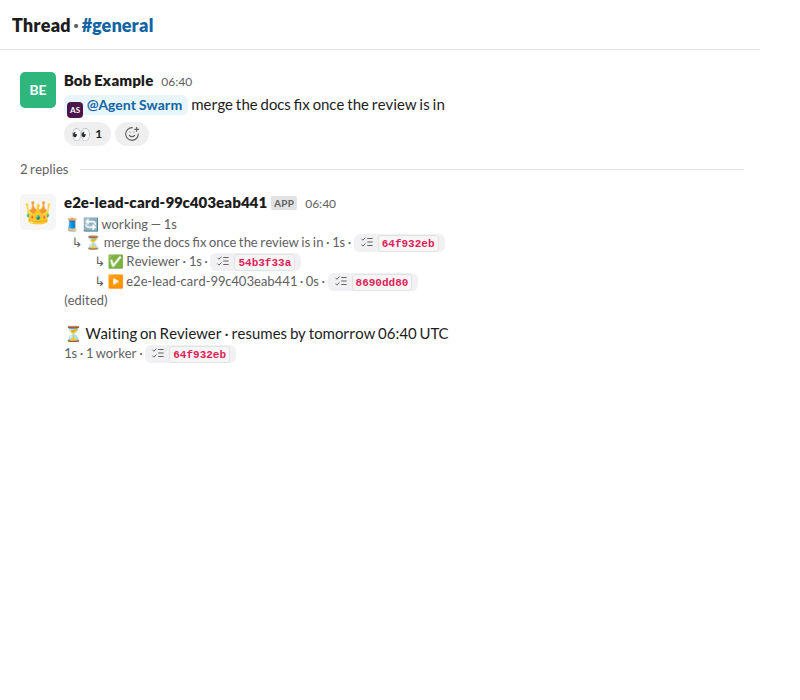 Thread · #general
BE
Bob Example 06:40
AS @Agent Swarm merge the docs fix once the review is in
👀 1
2 replies
e2e-lead-card-99c403eab441 APP 06:40
🧵 🔄 working — 1s
↳ ⏳ merge the docs fix once the review is in · 1s · 64f932eb
↳ ✅ Reviewer · 1s · 54b3f33a
↳ ▶️ e2e-lead-card-99c403eab441 · 0s · 8690dd80
(edited)
⏳ Waiting on Reviewer · resumes by tomorrow 06:40 UTC
1s · 1 worker · 64f932eb